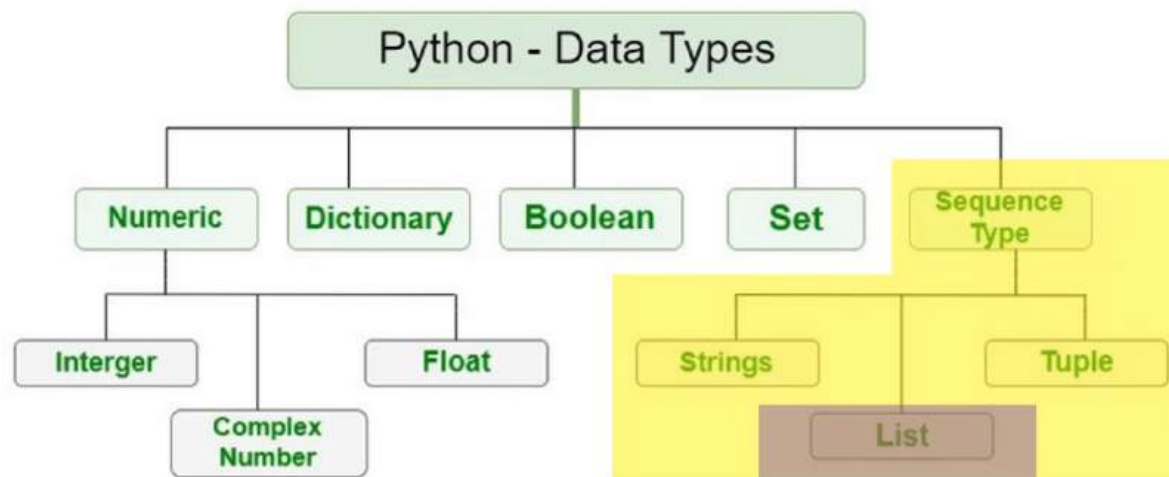 Python - Data Types
Numeric
Dictionary
Boolean
Set
Sequence
Type
Interger
Float
Strings
Tuple
Complex
Number
List